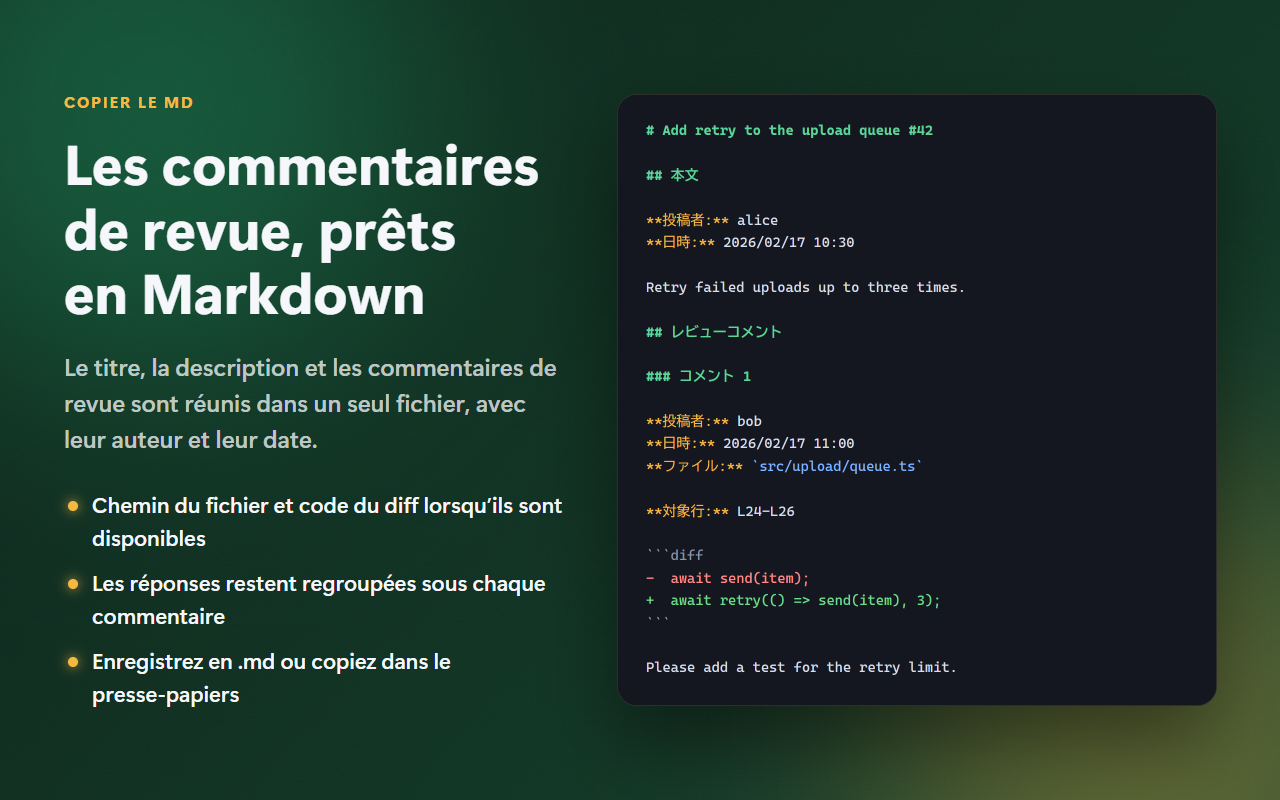 COPIER LE MD
Les commentaires
de revue, prêts
en Markdown
Le titre, la description et les commentaires de
revue sont réunis dans un seul fichier, avec
leur auteur et leur date.
Chemin du fichier et code du diff lorsqu’ils sont
disponibles
Les réponses restent regroupées sous chaque
commentaire
Enregistrez en .md ou copiez dans le
presse-papiers
# Add retry to the upload queue #42
## 本文
**投稿者:** alice
**日時:** 2026/02/17 10:30
Retry failed uploads up to three times.
## レビューコメント
### コメント 1
**投稿者:** bob
**日時:** 2026/02/17 11:00
**ファイル:** `src/upload/queue.ts`
**対象行:** L24–L26
```diff
-  await send(item);
+  await retry(() => send(item), 3);
```
Please add a test for the retry limit.